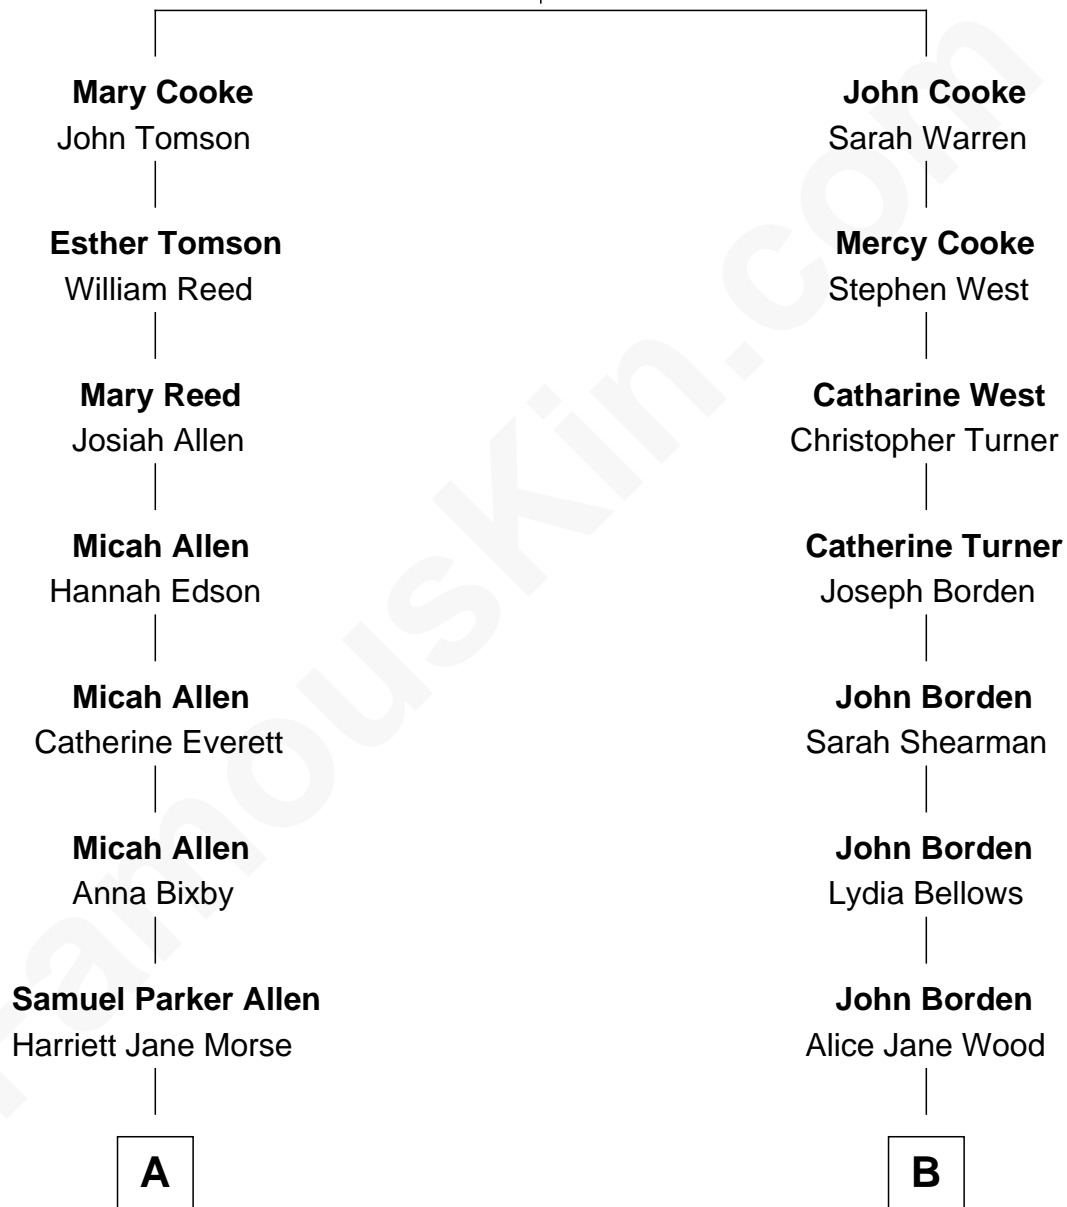 Mary Cooke
John Tomson
Esther Tomson
William Reed
Mary Reed
Josiah Allen
Micah Allen
Hannah Edson
Micah Allen
Catherine Everett
Micah Allen
Anna Bixby
Samuel Parker Allen
Harriett Jane Morse
A
John Cooke
Sarah Warren
Mercy Cooke
Stephen West
Catharine West
Christopher Turner
Catherine Turner
Joseph Borden
John Borden
Sarah Shearman
John Borden
Lydia Bellows
John Borden
Alice Jane Wood
B
FamousKin.com